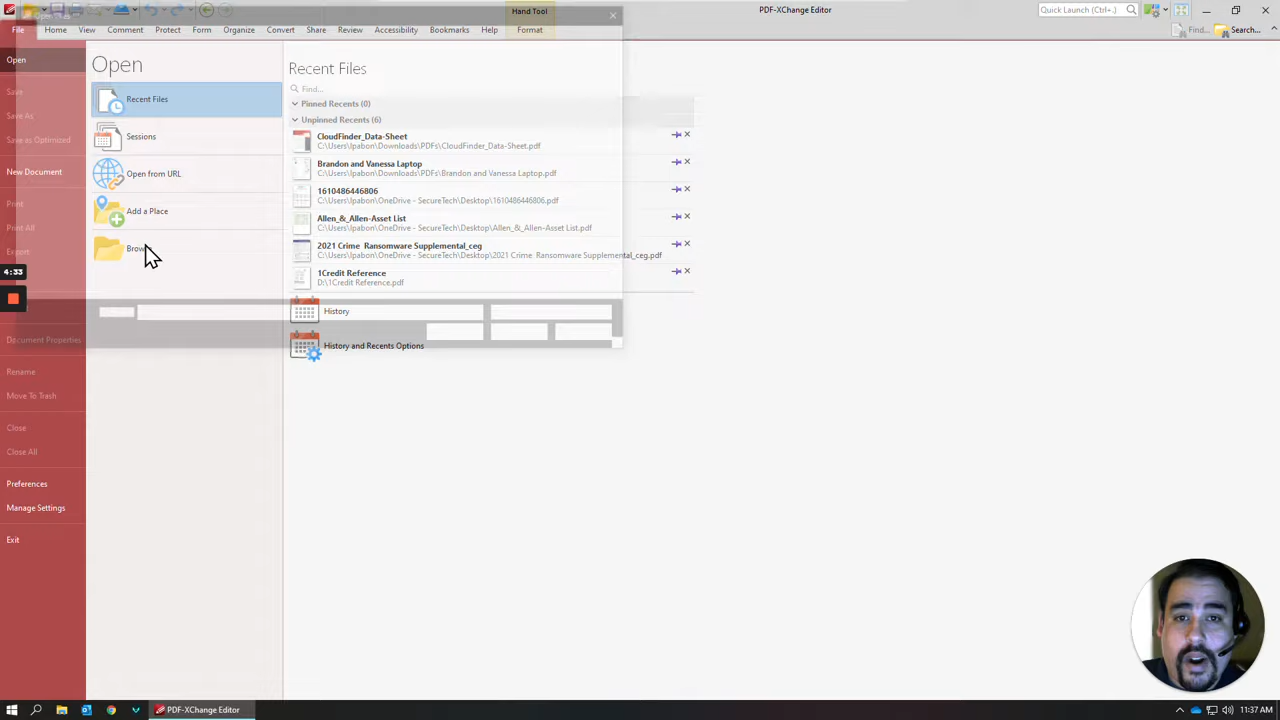 Hand Tool
PDF-XChange Editor
Quick Launch (Ctrl+.)
File Home View Comment Protect Form Organize Convert Share Review Accessibility Bookmarks Help Format
Find...
Search...
Open
Save
Save As
Save as Optimized
New Document
Print
Print All
Export
Document Properties
Rename
Move To Trash
Close
Close All
Preferences
Manage Settings
Exit
4:33
Open
Recent Files
Sessions
Open from URL
Add a Place
Recent Files
Find...
Pinned Recents (0)
Unpinned Recents (6)
CloudFinder_Data-Sheet
C:\Users\lpabon\Downloads\PDFs\CloudFinder_Data-Sheet.pdf
Brandon and Vanessa Laptop
C:\Users\lpabon\Downloads\PDFs\Brandon and Vanessa Laptop.pdf
1610486446806
C:\Users\lpabon\OneDrive - SecureTech\Desktop\1610486446806.pdf
Allen_&_Allen-Asset List
C:\Users\lpabon\OneDrive - SecureTech\Desktop\Allen_&_Allen-Asset List.pdf
2021 Crime  Ransomware Supplemental_ceg
C:\Users\lpabon\OneDrive - SecureTech\Desktop\2021 Crime  Ransomware Supplemental_ceg.pdf
1Credit Reference
D:\1Credit Reference.pdf
History
History and Recents Options
PDF-XChange Editor
11:37 AM